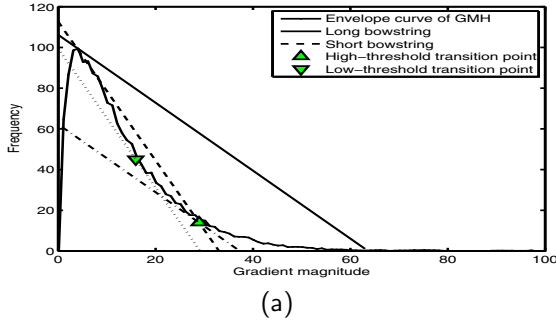 Envelope curve of GMH
Long bowstring
Short bowstring
High−threshold transition point
Low−threshold transition point
120
100
80
60
40
20
0
Frequency
0 20 40 60 80 100
Gradient magnitude
(a)